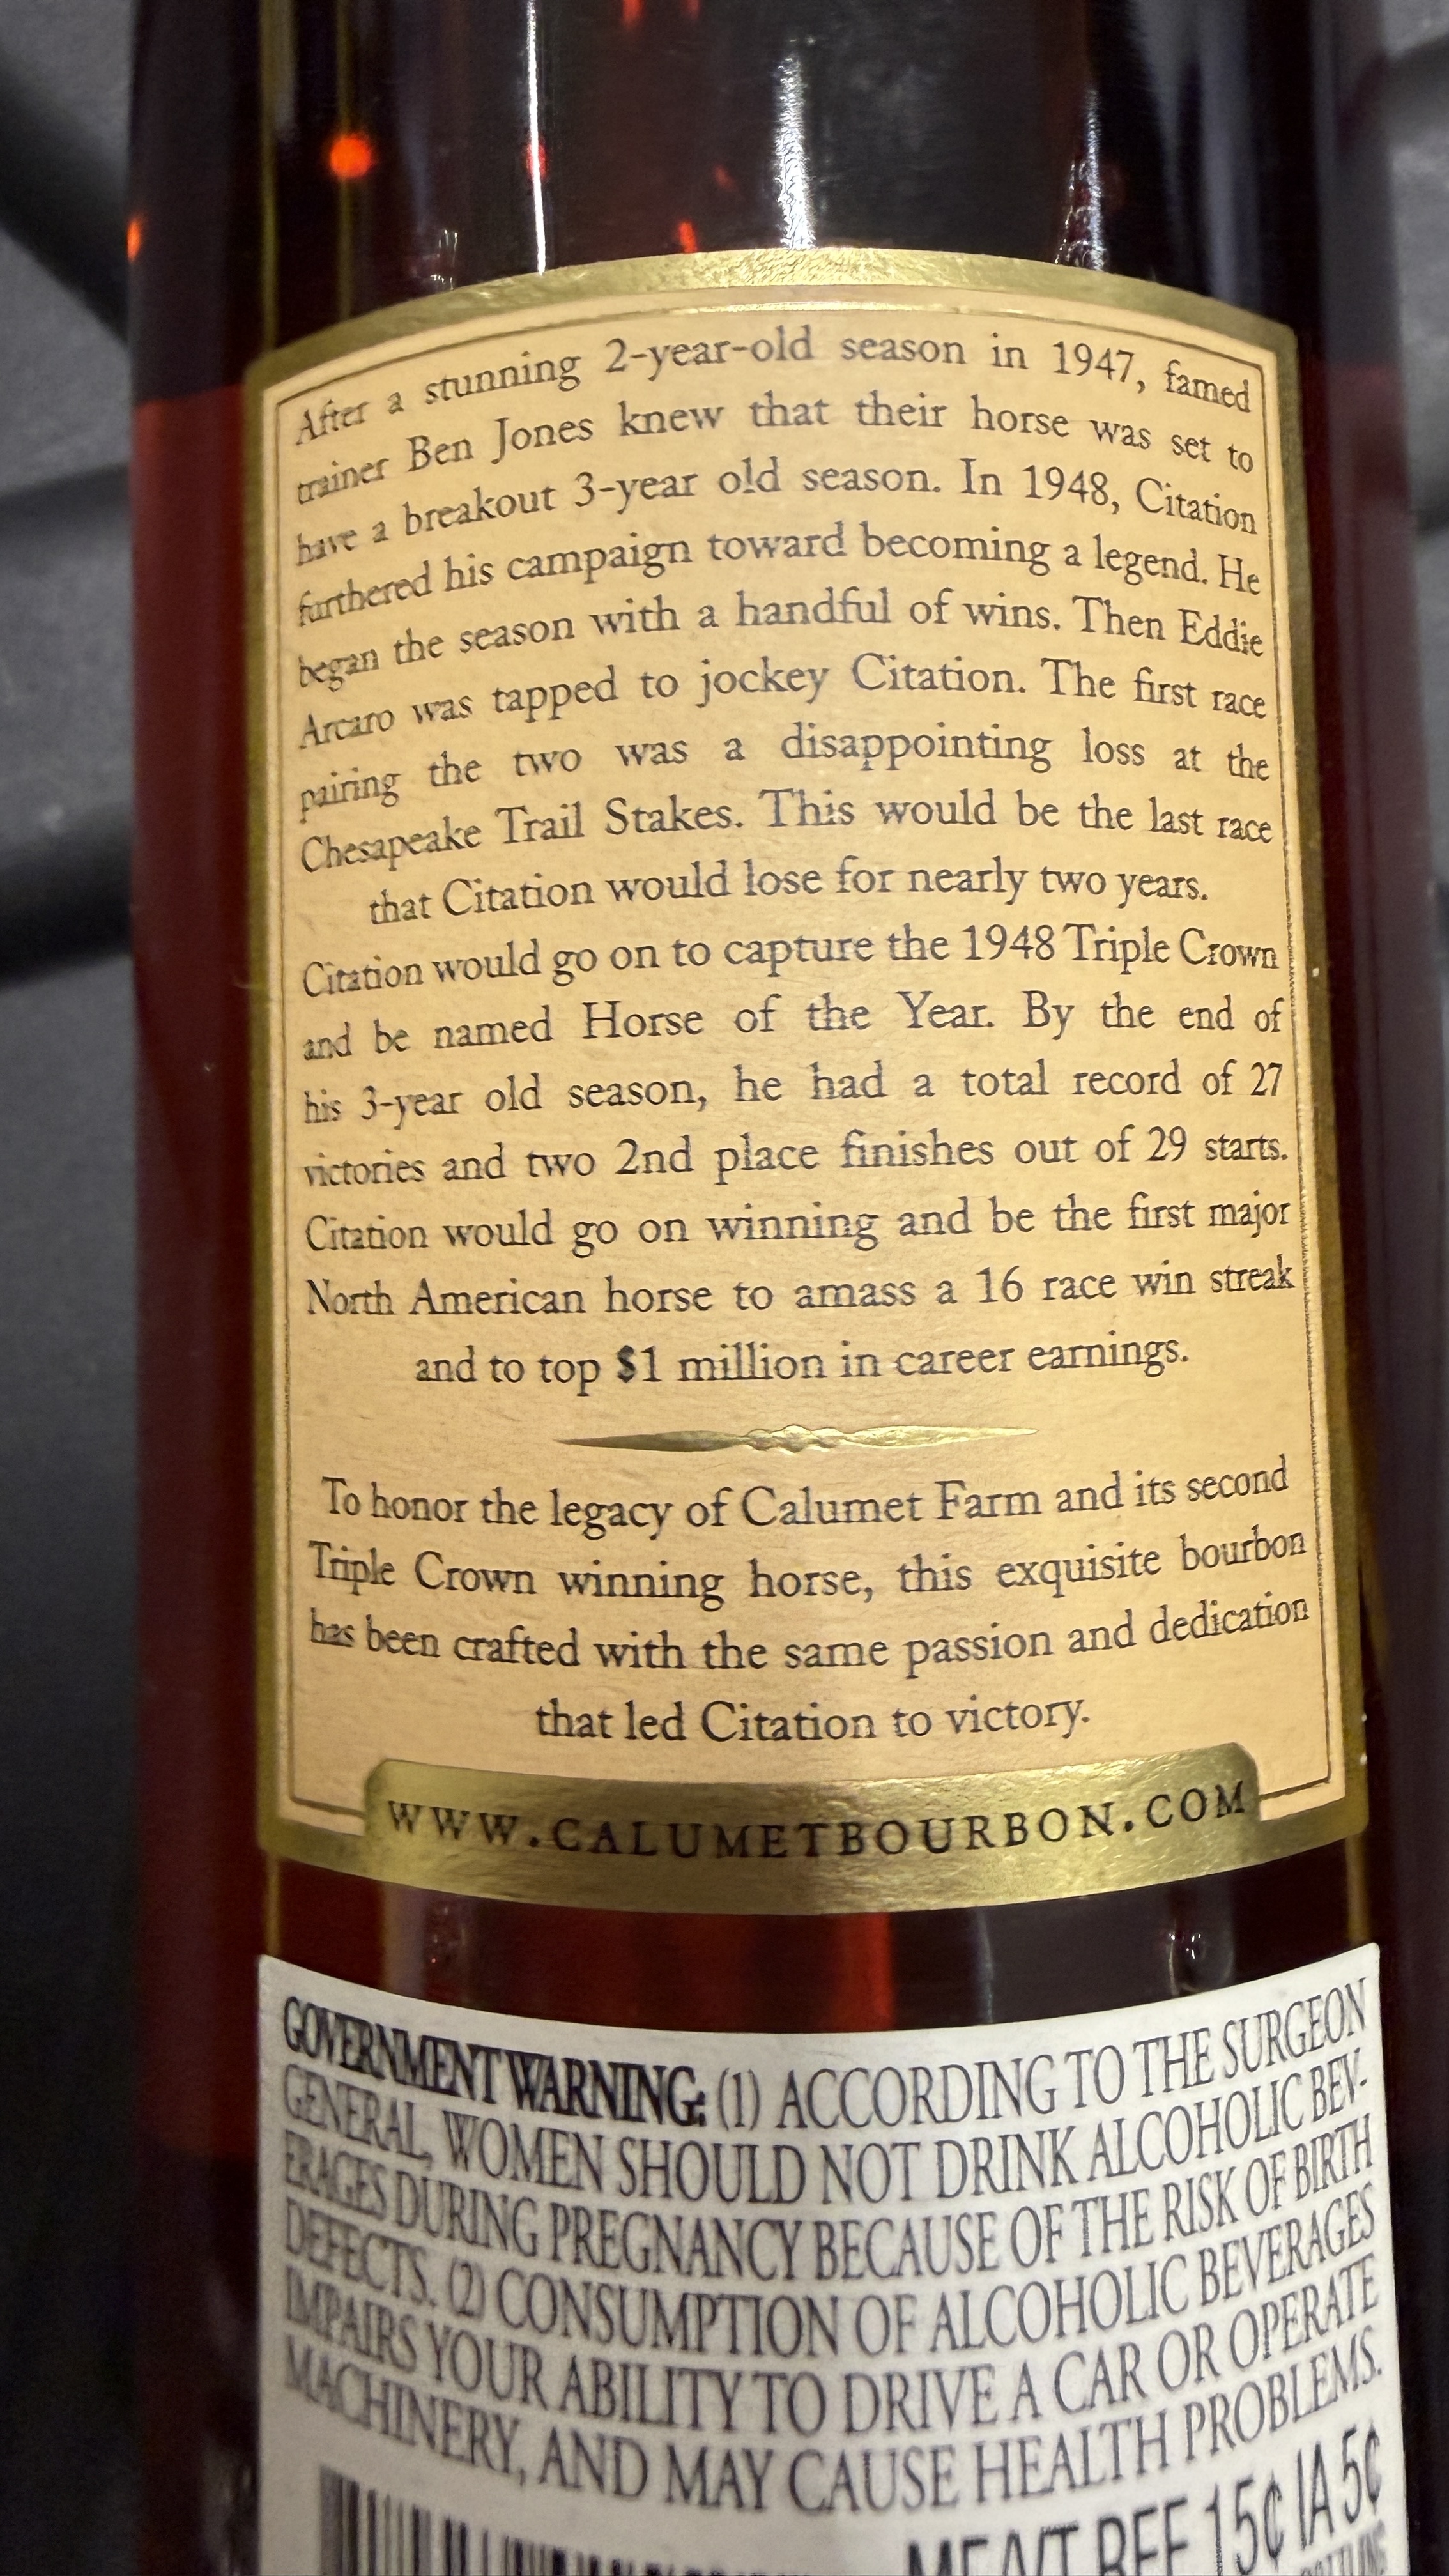 After a stunning 2-year-old season in 1947, famed
trainer Ben Jones knew that their horse was set to
have a breakout 3-year old season. In 1948, Citation
furthered his campaign toward becoming a legend. He
began the season with a handful of wins. Then Eddie
Arcaro was tapped to jockey Citation. The first race
pairing the two was a disappointing loss at the
Chesapeake Trail Stakes. This would be the last race
that Citation would lose for nearly two years.
Citation would go on to capture the 1948 Triple Crown
and be named Horse of the Year. By the end of
his 3-year old season, he had a total record of 27
victories and two 2nd place finishes out of 29 starts.
Citation would go on winning and be the first major
North American horse to amass a 16 race win streak
and to top $1 million in career earnings.
To honor the legacy of Calumet Farm and its second
Triple Crown winning horse, this exquisite bourbon
has been crafted with the same passion and dedication
that led Citation to victory.
WWW.CALUMETBOURBON.COM
GOVERNMENT WARNING: (1) ACCORDING TO THE SURGEON
GENERAL, WOMEN SHOULD NOT DRINK ALCOHOLIC BEV-
ERAGES DURING PREGNANCY BECAUSE OF THE RISK OF BIRTH
DEFECTS. (2) CONSUMPTION OF ALCOHOLIC BEVERAGES
IMPAIRS YOUR ABILITY TO DRIVE A CAR OR OPERATE
MACHINERY, AND MAY CAUSE HEALTH PROBLEMS.
REF 15¢ IA 5¢